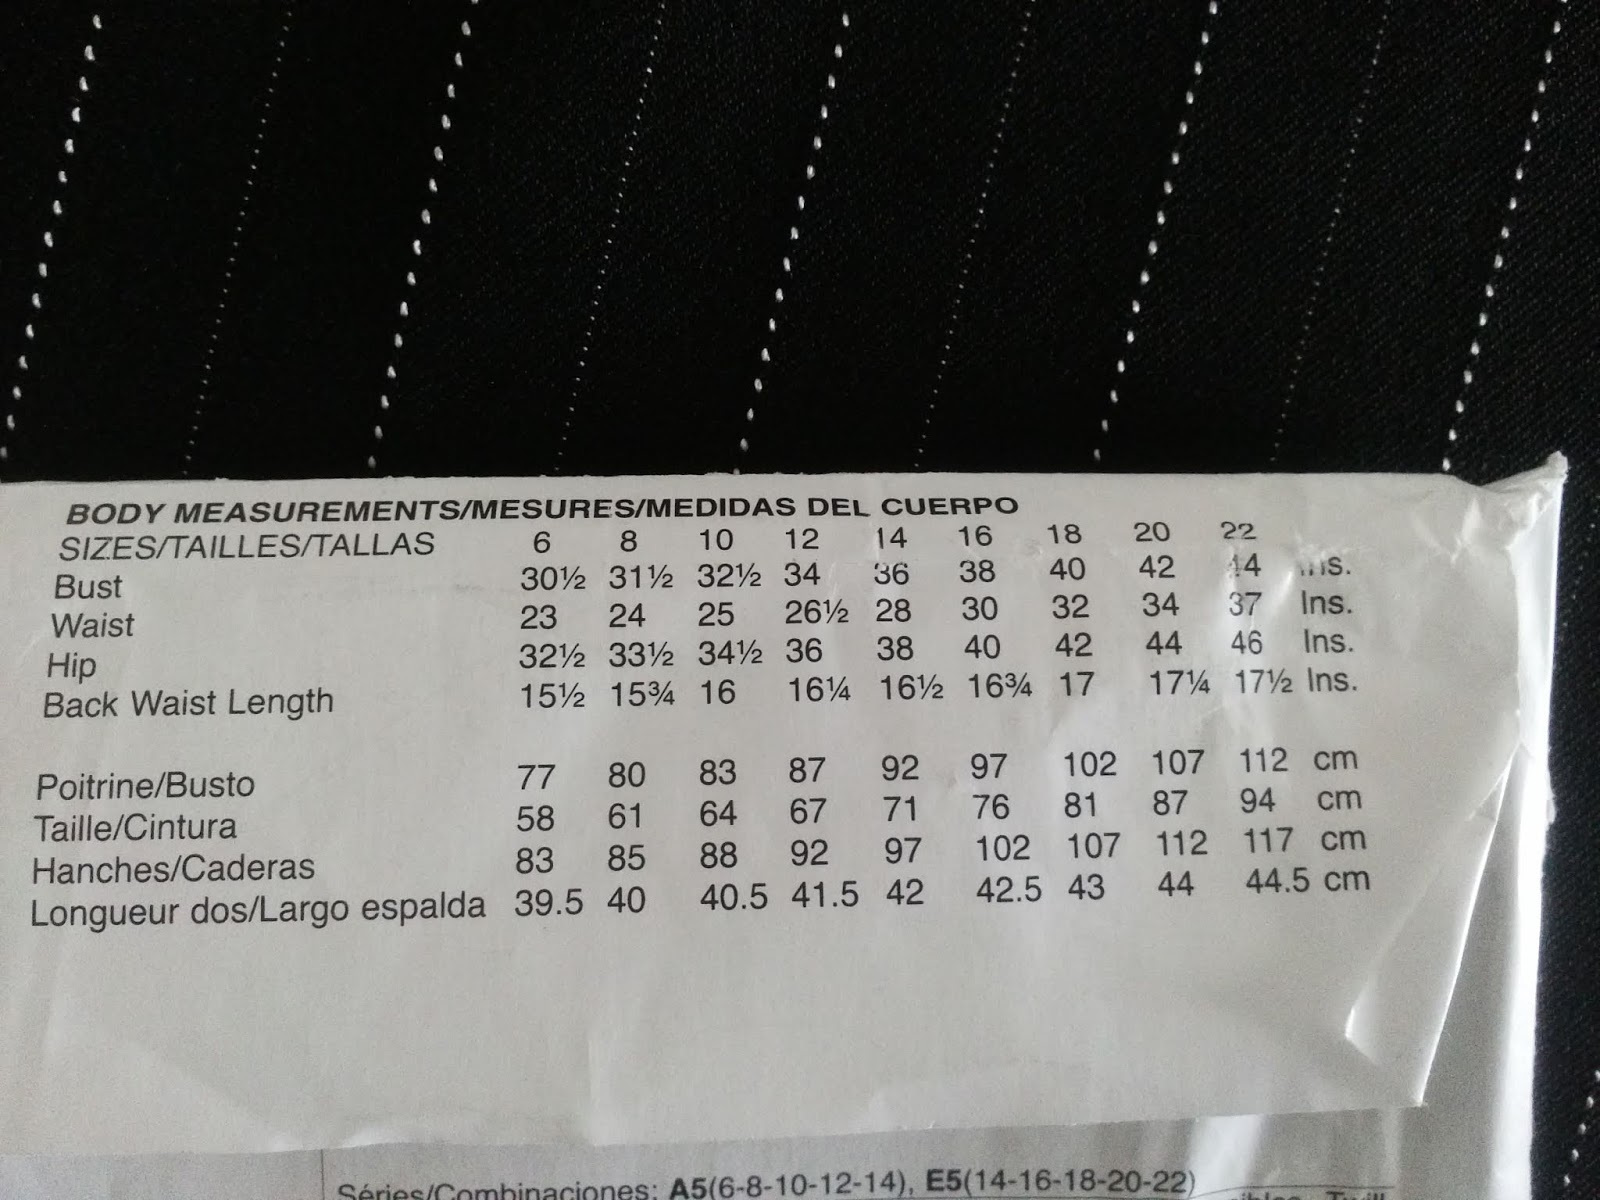 BODY MEASUREMENTS/MESURES/MEDIDAS DEL CUERPO
SIZES/TAILLES/TALLAS 6 8 10 12 14 16 18 20 22
Bust 30½ 31½ 32½ 34 36 38 40 42 44 Ins.
Waist 23 24 25 26½ 28 30 32 34 37 Ins.
Hip 32½ 33½ 34½ 36 38 40 42 44 46 Ins.
Back Waist Length 15½ 15¾ 16 16¼ 16½ 16¾ 17 17¼ 17½ Ins.
Poitrine/Busto 77 80 83 87 92 97 102 107 112 cm
Taille/Cintura 58 61 64 67 71 76 81 87 94 cm
Hanches/Caderas 83 85 88 92 97 102 107 112 117 cm
Longueur dos/Largo espalda 39.5 40 40.5 41.5 42 42.5 43 44 44.5 cm
Séries/Combinaciones: A5(6-8-10-12-14), E5(14-16-18-20-22)